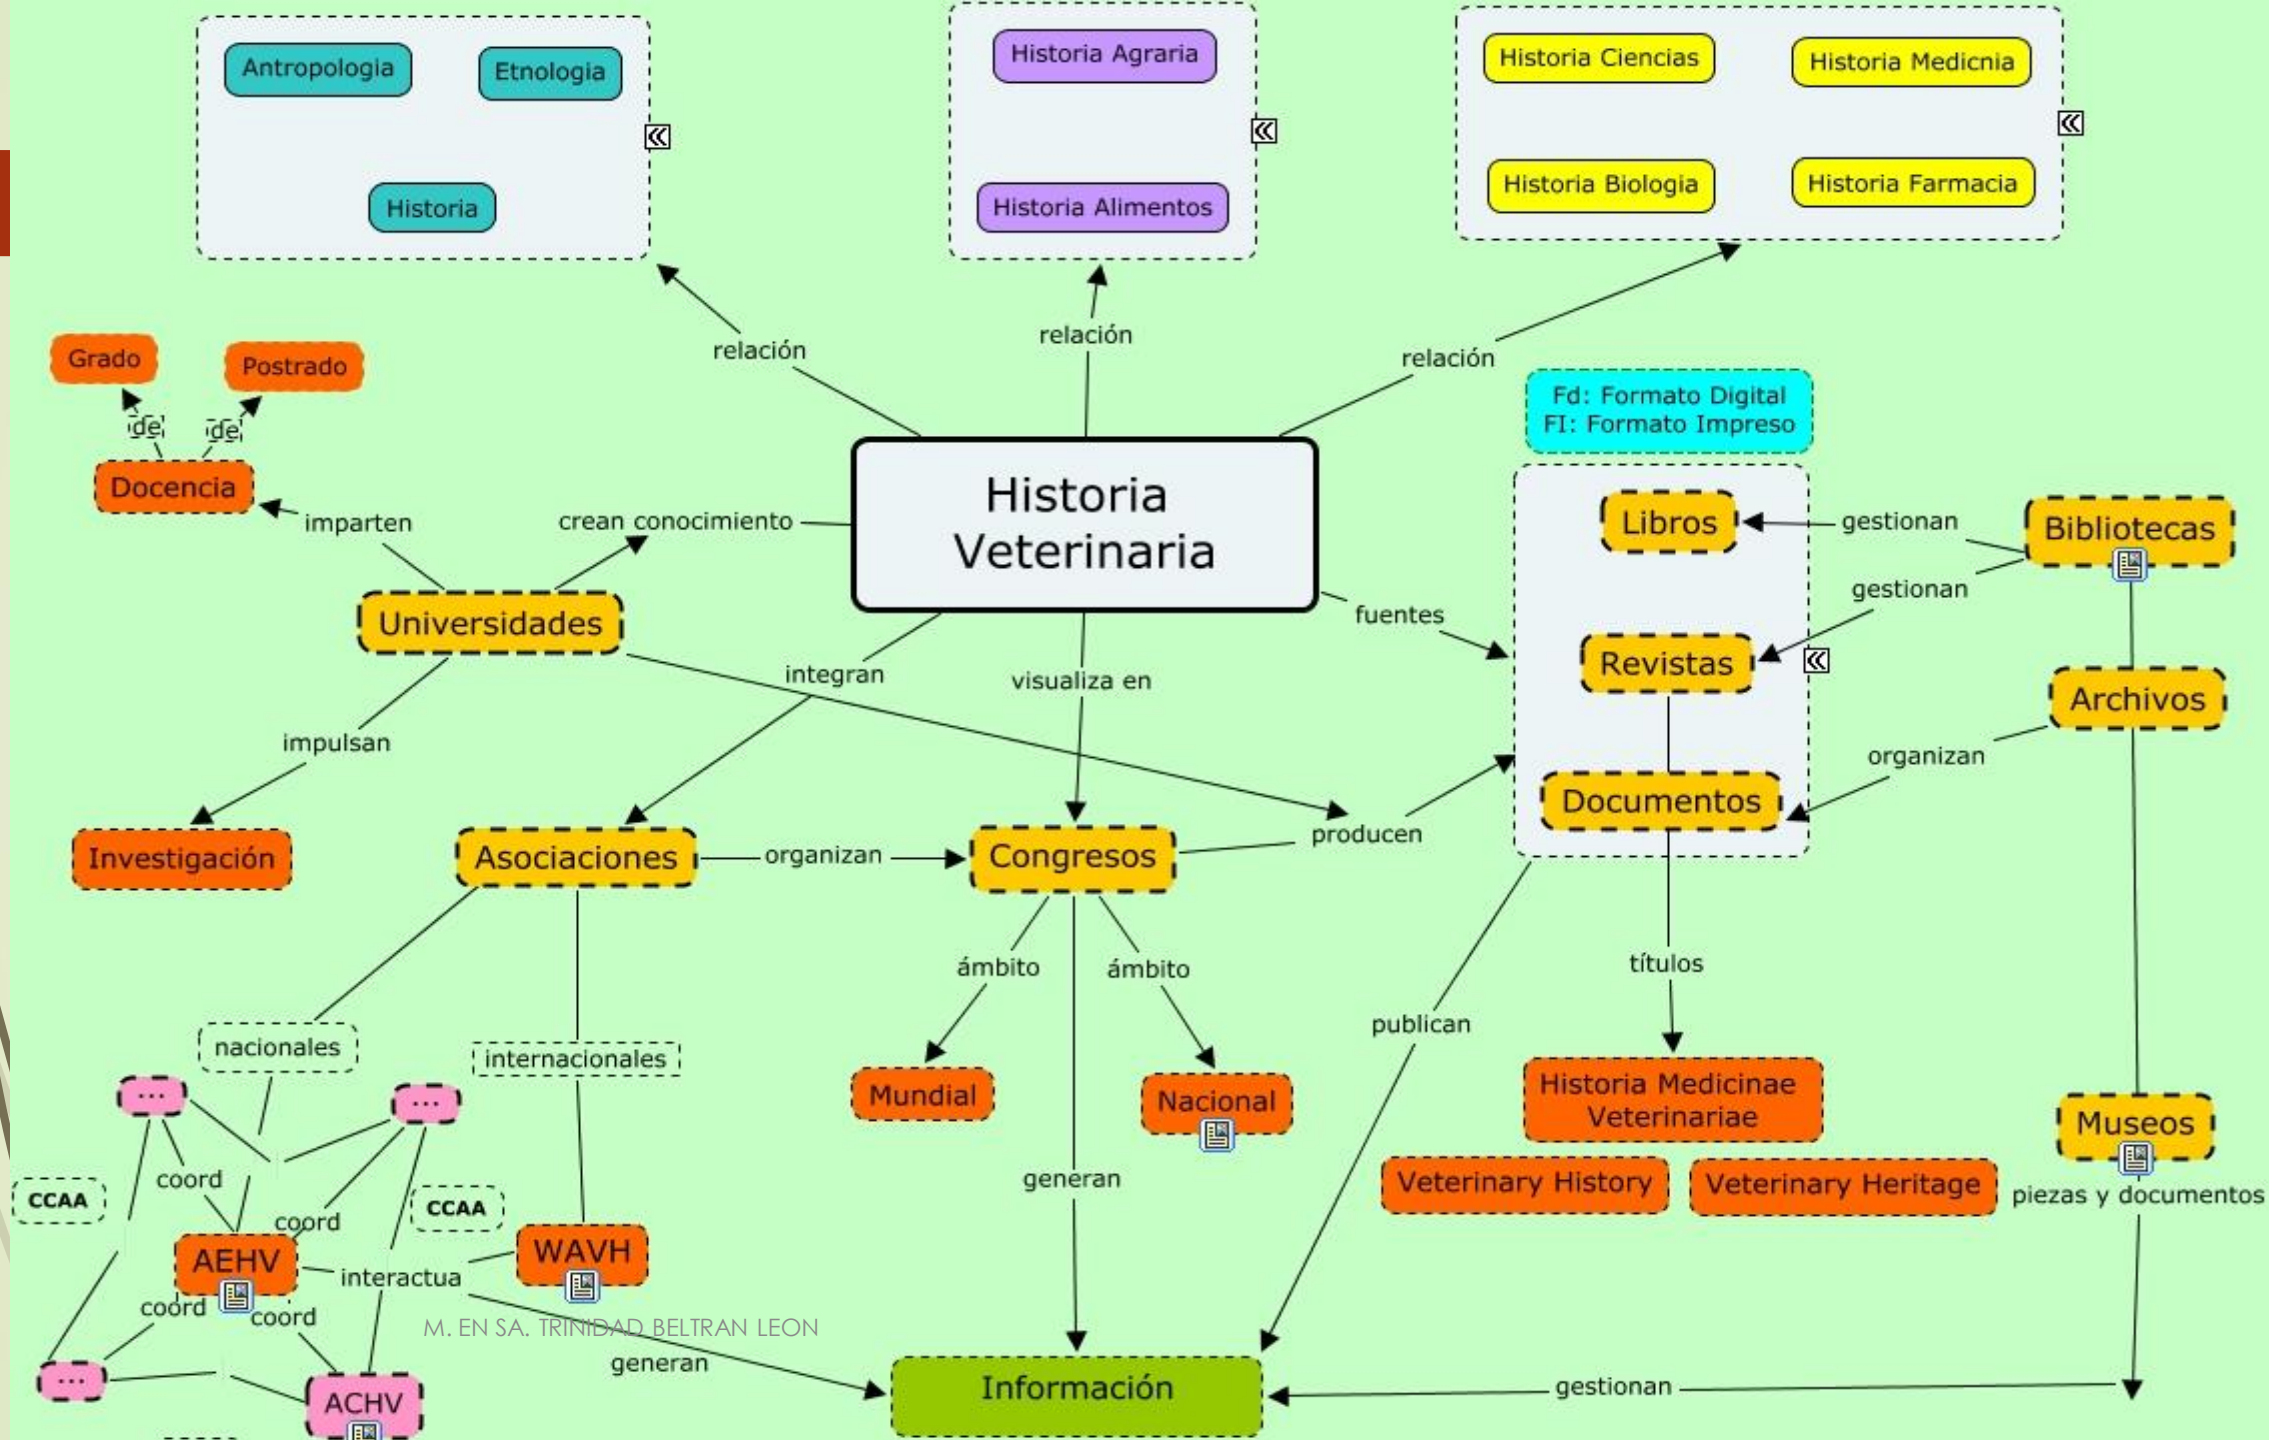 Antropologia
Etnologia
Historia
Historia Agraria
Historia Alimentos
Historia Ciencias
Historia Medicnia
Historia Biologia
Historia Farmacia
relación
relación
relación
Grado
Postrado
de
de
Docencia
imparten
crean conocimiento
Historia
Veterinaria
Fd: Formato Digital
FI: Formato Impreso
Libros
gestionan
Bibliotecas
gestionan
fuentes
Universidades
Revistas
integran
visualiza en
Archivos
impulsan
organizan
Documentos
producen
Investigación
Asociaciones
organizan
Congresos
ámbito
ámbito
títulos
publican
nacionales
internacionales
Mundial
Nacional
Historia Medicinae
Veterinariae
Museos
...
...
coord
generan
Veterinary History
Veterinary Heritage
piezas y documentos
CCAA
CCAA
coord
AEHV
WAVH
interactua
coord
coord
M. EN SA. TRINIDAD BELTRAN LEON
generan
...
Información
gestionan
ACHV